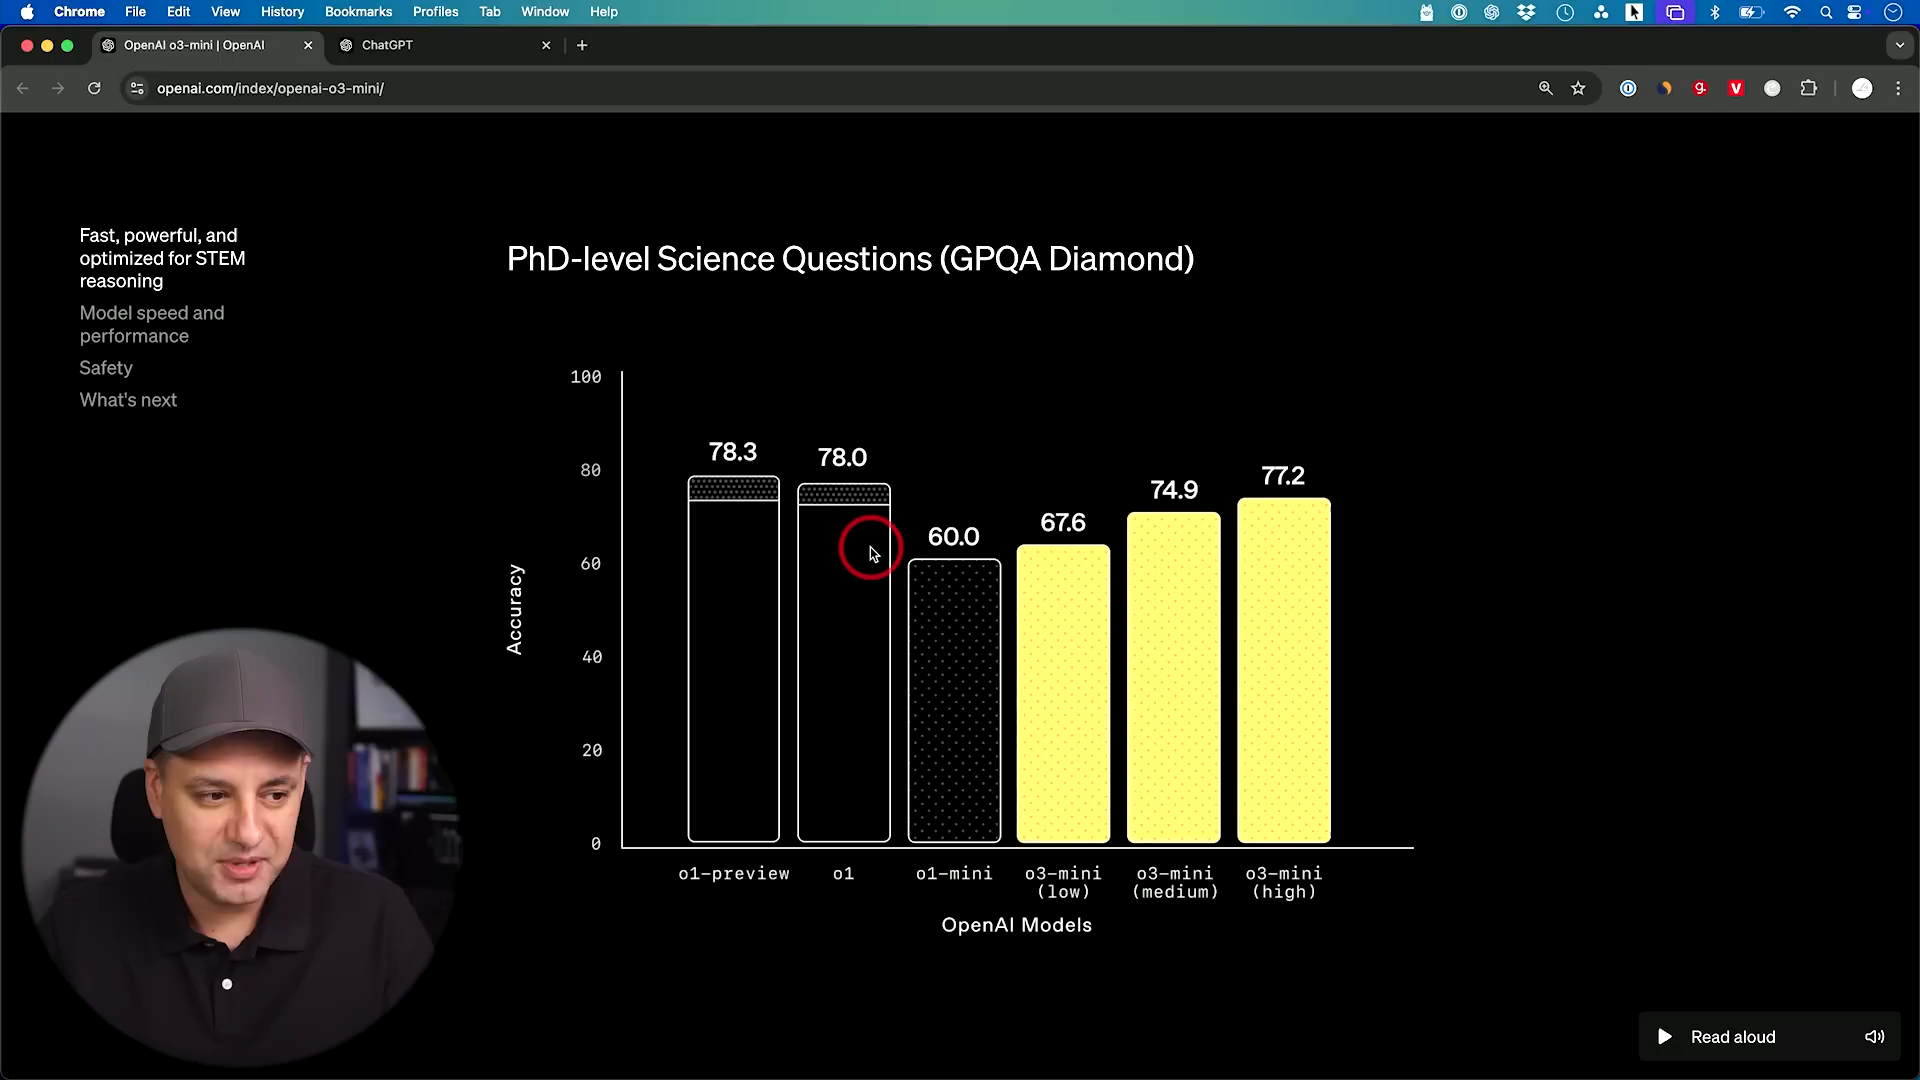 Chrome File Edit View History Bookmarks Profiles Tab Window Help
OpenAI o3-mini | OpenAI
ChatGPT
openai.com/index/openai-o3-mini/
Fast, powerful, and
optimized for STEM
reasoning
Model speed and
performance
Safety
What's next
PhD-level Science Questions (GPQA Diamond)
100
80
60
40
20
0
Accuracy
78.3
78.0
60.0
67.6
74.9
77.2
o1-preview
o1
o1-mini
o3-mini
(low)
o3-mini
(medium)
o3-mini
(high)
OpenAI Models
Read aloud